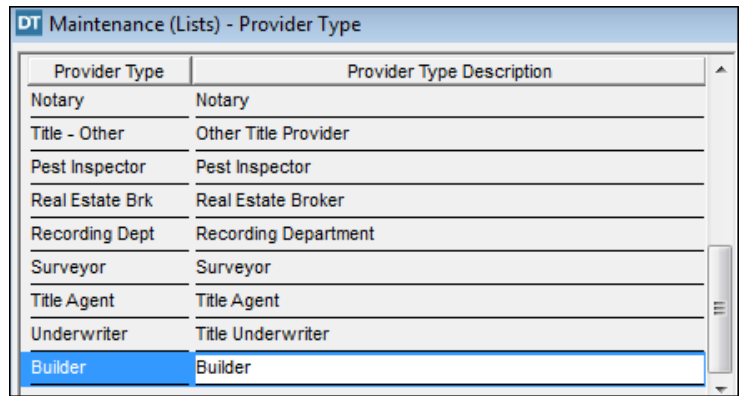 DT Maintenance (Lists) - Provider Type
Provider Type Provider Type Description
Notary Notary
Title - Other Other Title Provider
Pest Inspector Pest Inspector
Real Estate Brk Real Estate Broker
Recording Dept Recording Department
Surveyor Surveyor
Title Agent Title Agent
Underwriter Title Underwriter
Builder Builder